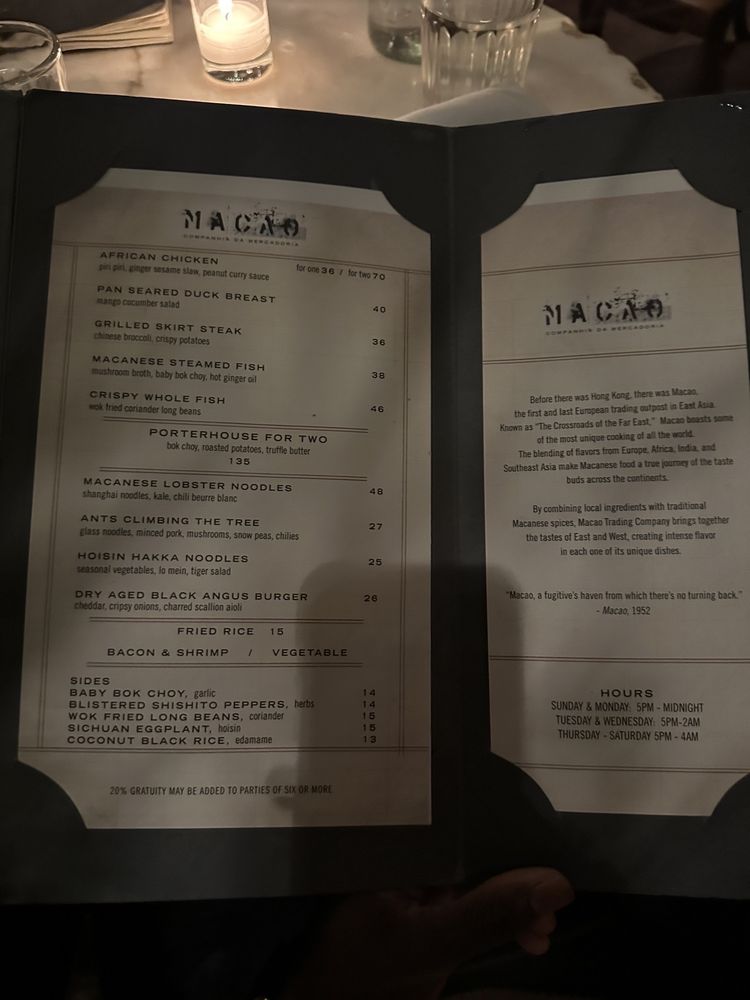 MACAO
COMPANHIA DA MERCADORIA
AFRICAN CHICKEN
piri piri, ginger sesame slaw, peanut curry sauce for one 36 / for two 70
PAN SEARED DUCK BREAST
mango cucumber salad 40
GRILLED SKIRT STEAK
chinese broccoli, crispy potatoes 36
MACANESE STEAMED FISH
mushroom broth, baby bok choy, hot ginger oil 38
CRISPY WHOLE FISH
wok fried coriander long beans 46
PORTERHOUSE FOR TWO
bok choy, roasted potatoes, truffle butter
135
MACANESE LOBSTER NOODLES
shanghai noodles, kale, chili beurre blanc 48
ANTS CLIMBING THE TREE
glass noodles, minced pork, mushrooms, snow peas, chilies 27
HOISIN HAKKA NOODLES
seasonal vegetables, lo mein, tiger salad 25
DRY AGED BLACK ANGUS BURGER 26
cheddar, cripsy onions, charred scallion aioli
FRIED RICE 15
BACON & SHRIMP / VEGETABLE
SIDES
BABY BOK CHOY, garlic 14
BLISTERED SHISHITO PEPPERS, herbs 14
WOK FRIED LONG BEANS, coriander 15
SICHUAN EGGPLANT, hoisin 15
COCONUT BLACK RICE, edamame 13
20% GRATUITY MAY BE ADDED TO PARTIES OF SIX OR MORE
MACAO
COMPANHIA DA MERCADORIA
Before there was Hong Kong, there was Macao,
the first and last European trading outpost in East Asia.
Known as "The Crossroads of the Far East," Macao boasts some
of the most unique cooking of all the world.
The blending of flavors from Europe, Africa, India, and
Southeast Asia make Macanese food a true journey of the taste
buds across the continents.
By combining local ingredients with traditional
Macanese spices, Macao Trading Company brings together
the tastes of East and West, creating intense flavor
in each one of its unique dishes.
"Macao, a fugitive's haven from which there's no turning back."
- Macao, 1952
HOURS
SUNDAY & MONDAY: 5PM - MIDNIGHT
TUESDAY & WEDNESDAY: 5PM-2AM
THURSDAY - SATURDAY 5PM - 4AM